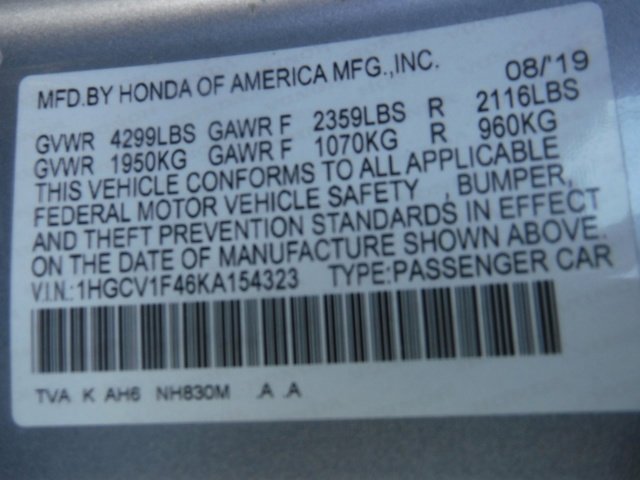 MFD.BY HONDA OF AMERICA MFG.,INC. 08/'19
GVWR 4299LBS GAWR F 2359LBS R 2116LBS
GVWR 1950KG GAWR F 1070KG R 960KG
THIS VEHICLE CONFORMS TO ALL APPLICABLE
FEDERAL MOTOR VEHICLE SAFETY , BUMPER,
AND THEFT PREVENTION STANDARDS IN EFFECT
ON THE DATE OF MANUFACTURE SHOWN ABOVE.
V.I.N.:1HGCV1F46KA154323 TYPE:PASSENGER CAR
TVA K AH6 NH830M .A .A